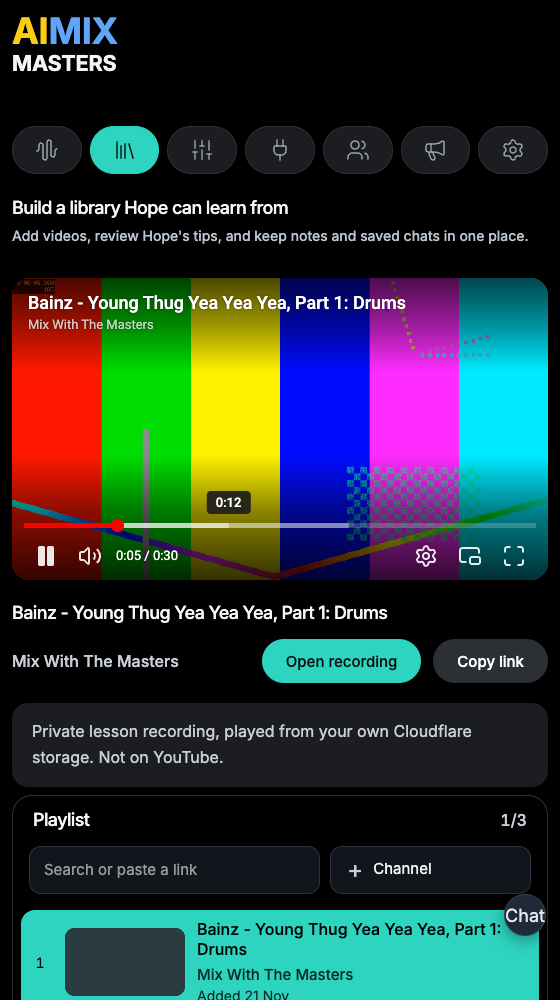 AIMIX
MASTERS
Build a library Hope can learn from
Add videos, review Hope's tips, and keep notes and saved chats in one place.
Bainz - Young Thug Yea Yea Yea, Part 1: Drums
Mix With The Masters
0:12
0:05 / 0:30
Bainz - Young Thug Yea Yea Yea, Part 1: Drums
Mix With The Masters
Open recording
Copy link
Private lesson recording, played from your own Cloudflare
storage. Not on YouTube.
Playlist
1/3
Search or paste a link
+ Channel
Chat
1
Bainz - Young Thug Yea Yea Yea, Part 1:
Drums
Mix With The Masters
Added 21 Nov